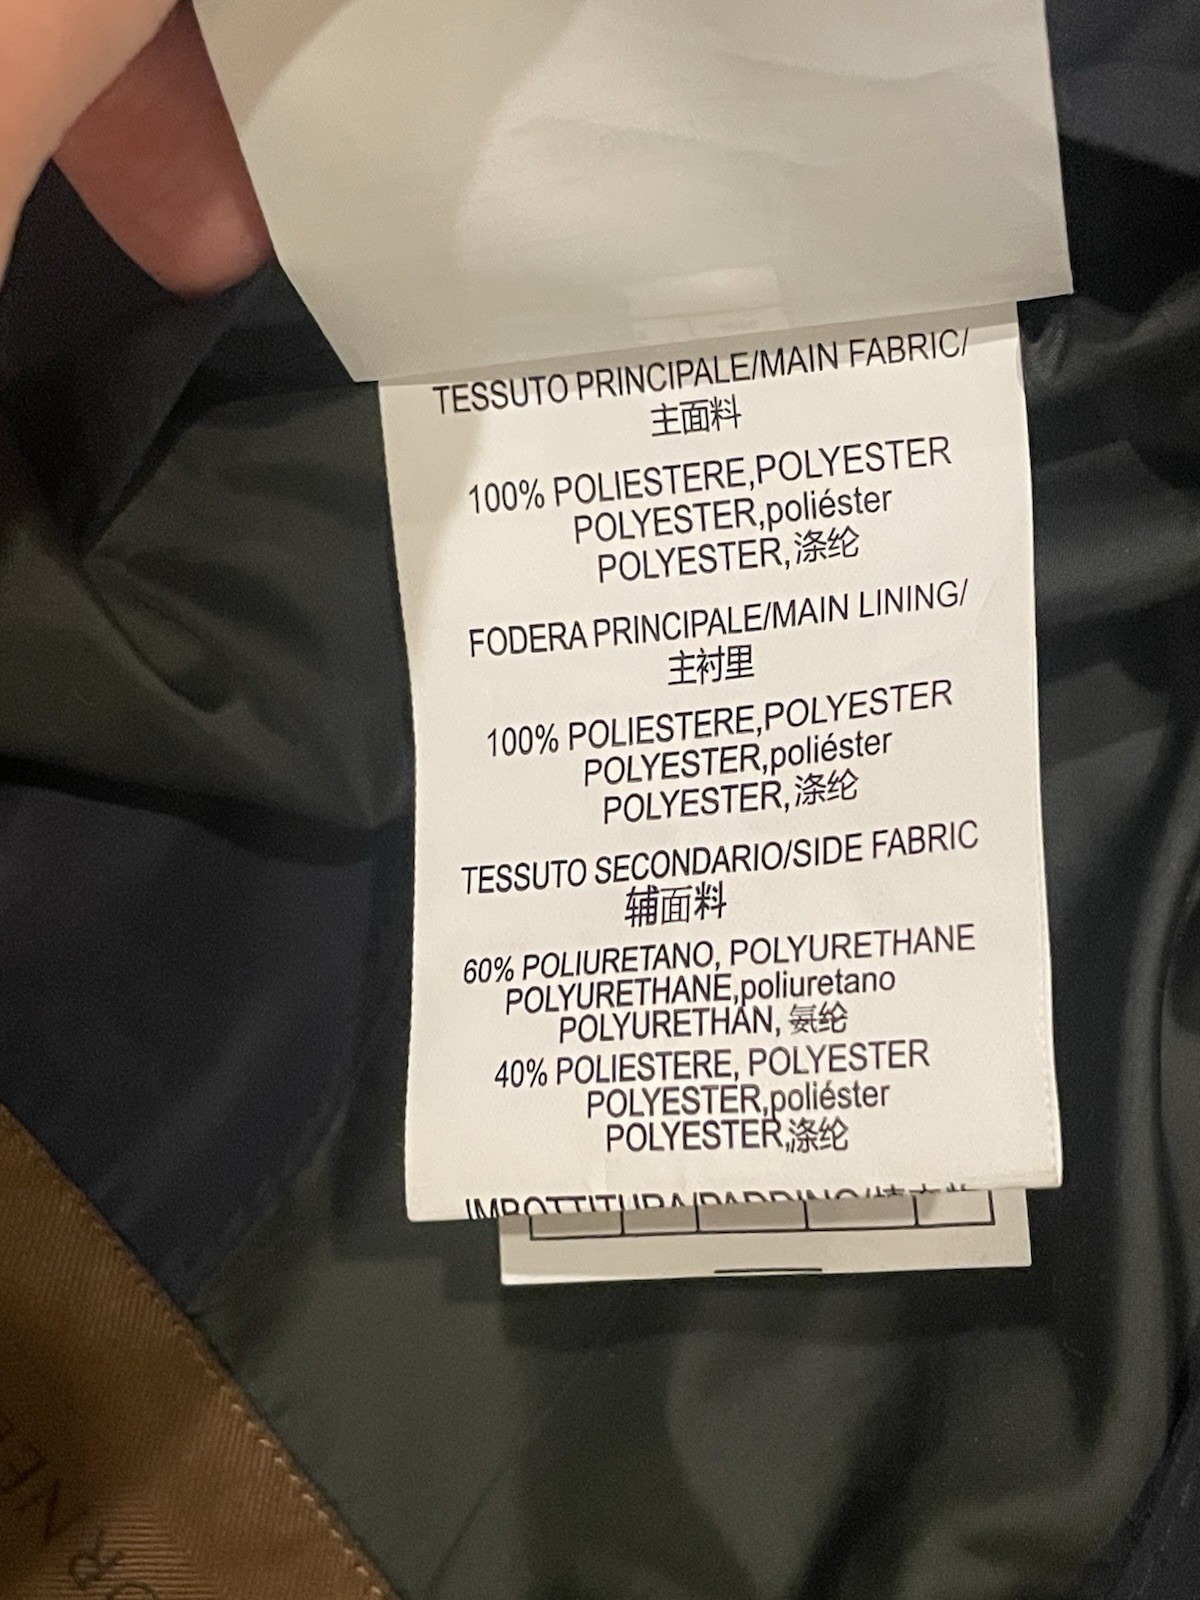 TESSUTO PRINCIPALE/MAIN FABRIC/
主面料
100% POLIESTERE,POLYESTER
POLYESTER,poliéster
POLYESTER,涤纶
FODERA PRINCIPALE/MAIN LINING/
主衬里
100% POLIESTERE,POLYESTER
POLYESTER,poliéster
POLYESTER,涤纶
TESSUTO SECONDARIO/SIDE FABRIC
辅面料
60% POLIURETANO, POLYURETHANE
POLYURETHANE,poliuretano
POLYURETHAN, 氨纶
40% POLIESTERE, POLYESTER
POLYESTER,poliéster
POLYESTER,涤纶
IMBOTTITURA/PADDING/